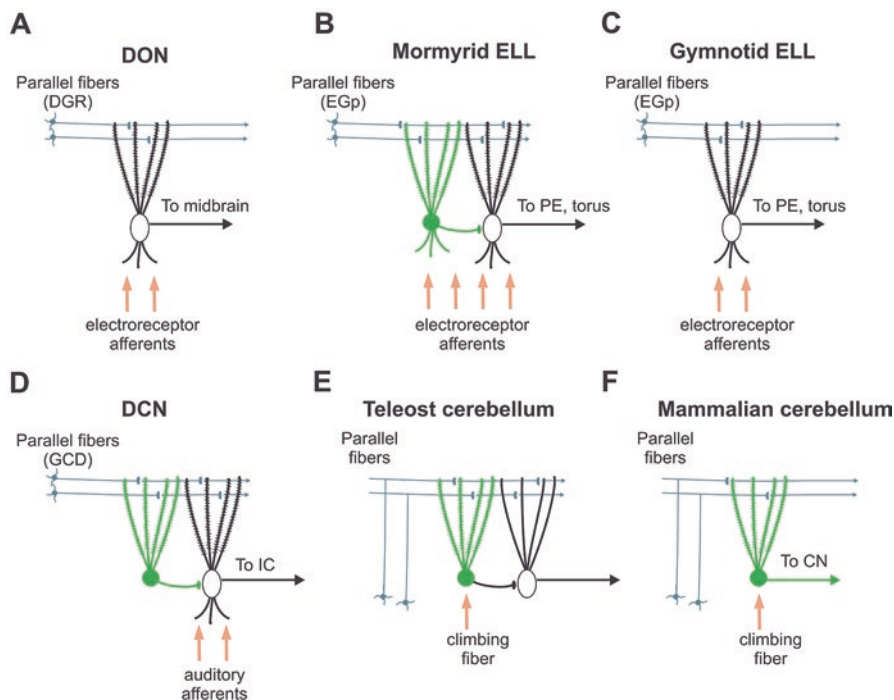 A
DON
Parallel fibers
(DGR)
To midbrain
electroreceptor
afferents
B
Mormyrid ELL
Parallel fibers
(EGp)
To PE, torus
electroreceptor
afferents
C
Gymnotid ELL
Parallel fibers
(EGp)
To PE, torus
electroreceptor
afferents
D
DCN
Parallel fibers
(GCD)
To IC
auditory
afferents
E
Teleost cerebellum
Parallel
fibers
climbing
fiber
F
Mammalian cerebellum
Parallel
fibers
To CN
climbing
fiber